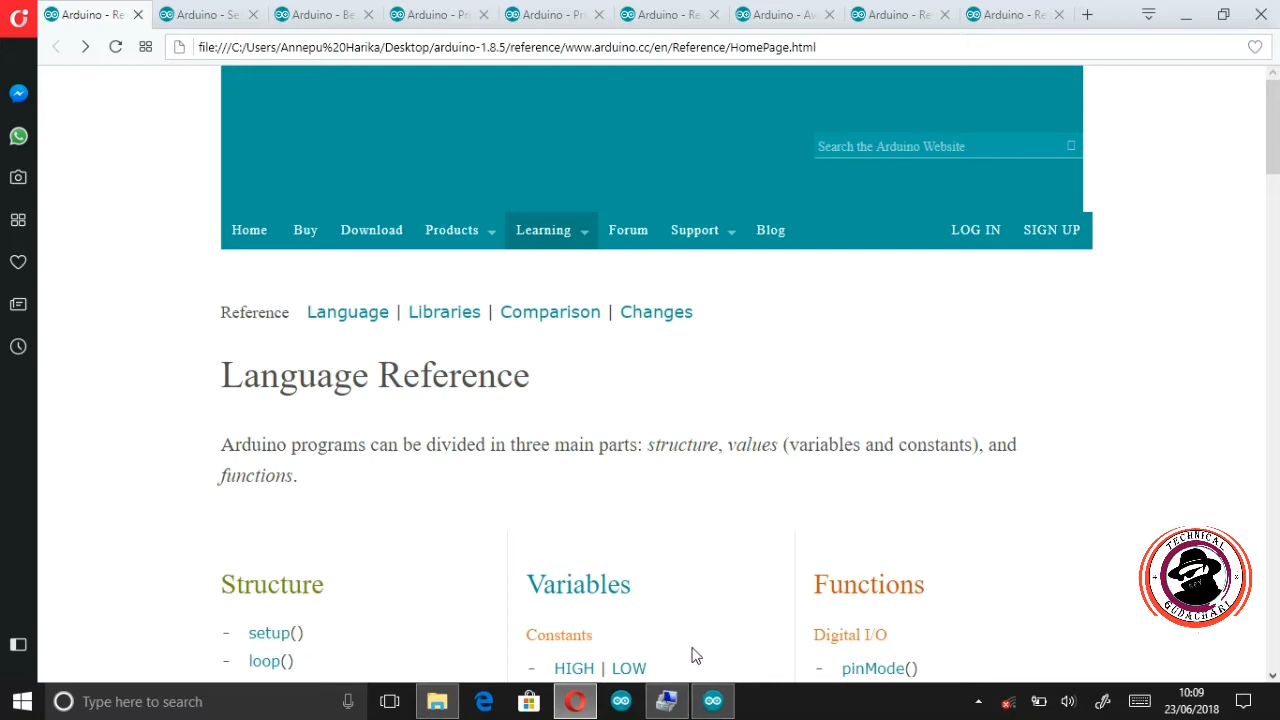 Arduino - Re
Arduino - Se
Arduino - Be
Arduino - Pr
Arduino - Pri
Arduino - Re
Arduino - Av
Arduino - Re
Arduino - Re
file:///C:/Users/Annepu%20Harika/Desktop/arduino-1.8.5/reference/www.arduino.cc/en/Reference/HomePage.html
Search the Arduino Website
Home Buy Download Products Learning Forum Support Blog LOG IN SIGN UP
Reference Language | Libraries | Comparison | Changes
Language Reference
Arduino programs can be divided in three main parts: structure, values (variables and constants), and
functions.
Structure
- setup()
- loop()
Variables
Constants
- HIGH | LOW
Functions
Digital I/O
- pinMode()
TECHNICAL
GUDACHARI
Type here to search
10:09
23/06/2018